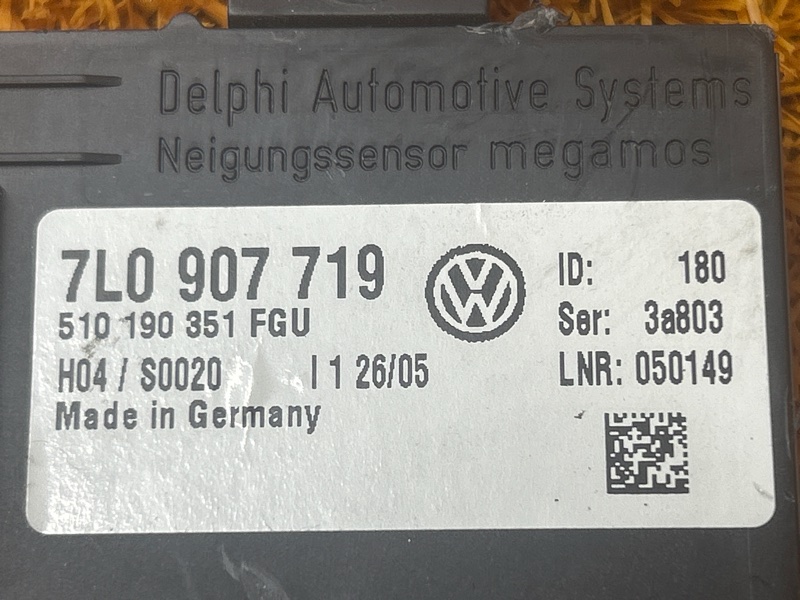 Delphi Automotive Systems
Neigungssensor megamos
7L0 907 719
510 190 351 FGU
H04 / S0020 I 1 26/05
Made in Germany
ID: 180
Ser: 3a803
LNR: 050149